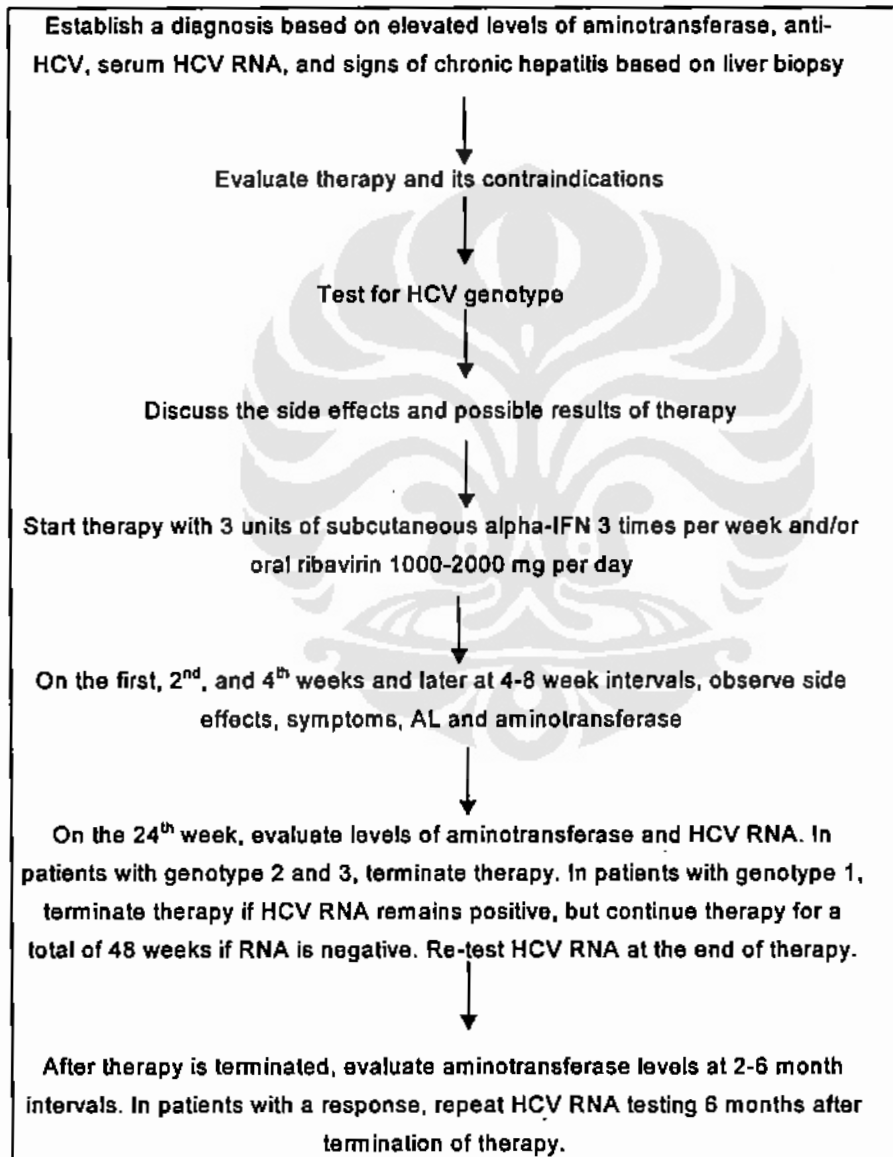 Establish a diagnosis based on elevated levels of aminotransferase, anti-
HCV, serum HCV RNA, and signs of chronic hepatitis based on liver biopsy
Evaluate therapy and its contraindications
Test for HCV genotype
Discuss the side effects and possible results of therapy
Start therapy with 3 units of subcutaneous alpha-IFN 3 times per week and/or
oral ribavirin 1000-2000 mg per day
On the first, 2nd, and 4th weeks and later at 4-8 week intervals, observe side
effects, symptoms, AL and aminotransferase
On the 24th week, evaluate levels of aminotransferase and HCV RNA. In
patients with genotype 2 and 3, terminate therapy. In patients with genotype 1,
terminate therapy if HCV RNA remains positive, but continue therapy for a
total of 48 weeks if RNA is negative. Re-test HCV RNA at the end of therapy.
After therapy is terminated, evaluate aminotransferase levels at 2-6 month
intervals. In patients with a response, repeat HCV RNA testing 6 months after
termination of therapy.